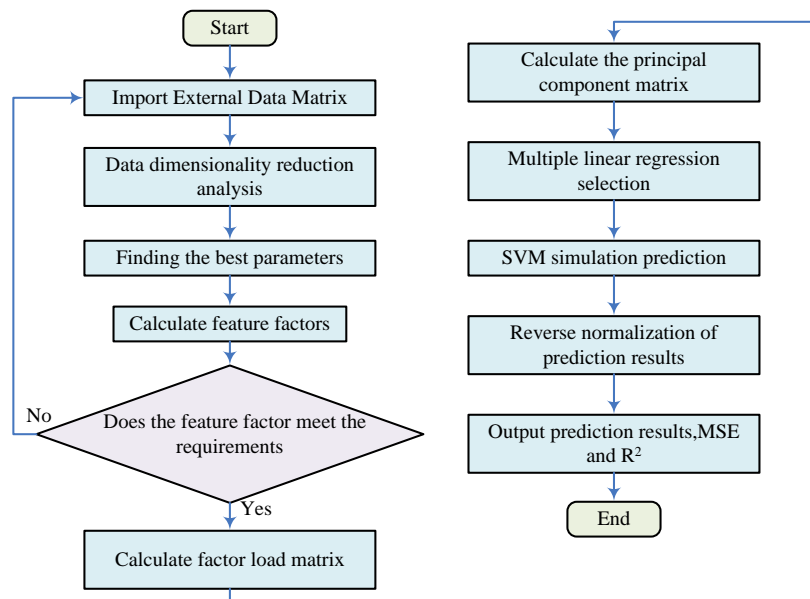 Start
Import External Data Matrix
Data dimensionality reduction
analysis
Finding the best parameters
Calculate feature factors
Does the feature factor meet the
requirements
No
Yes
Calculate factor load matrix
Calculate the principal
component matrix
Multiple linear regression
selection
SVM simulation prediction
Reverse normalization of
prediction results
Output prediction results,MSE
and R²
End